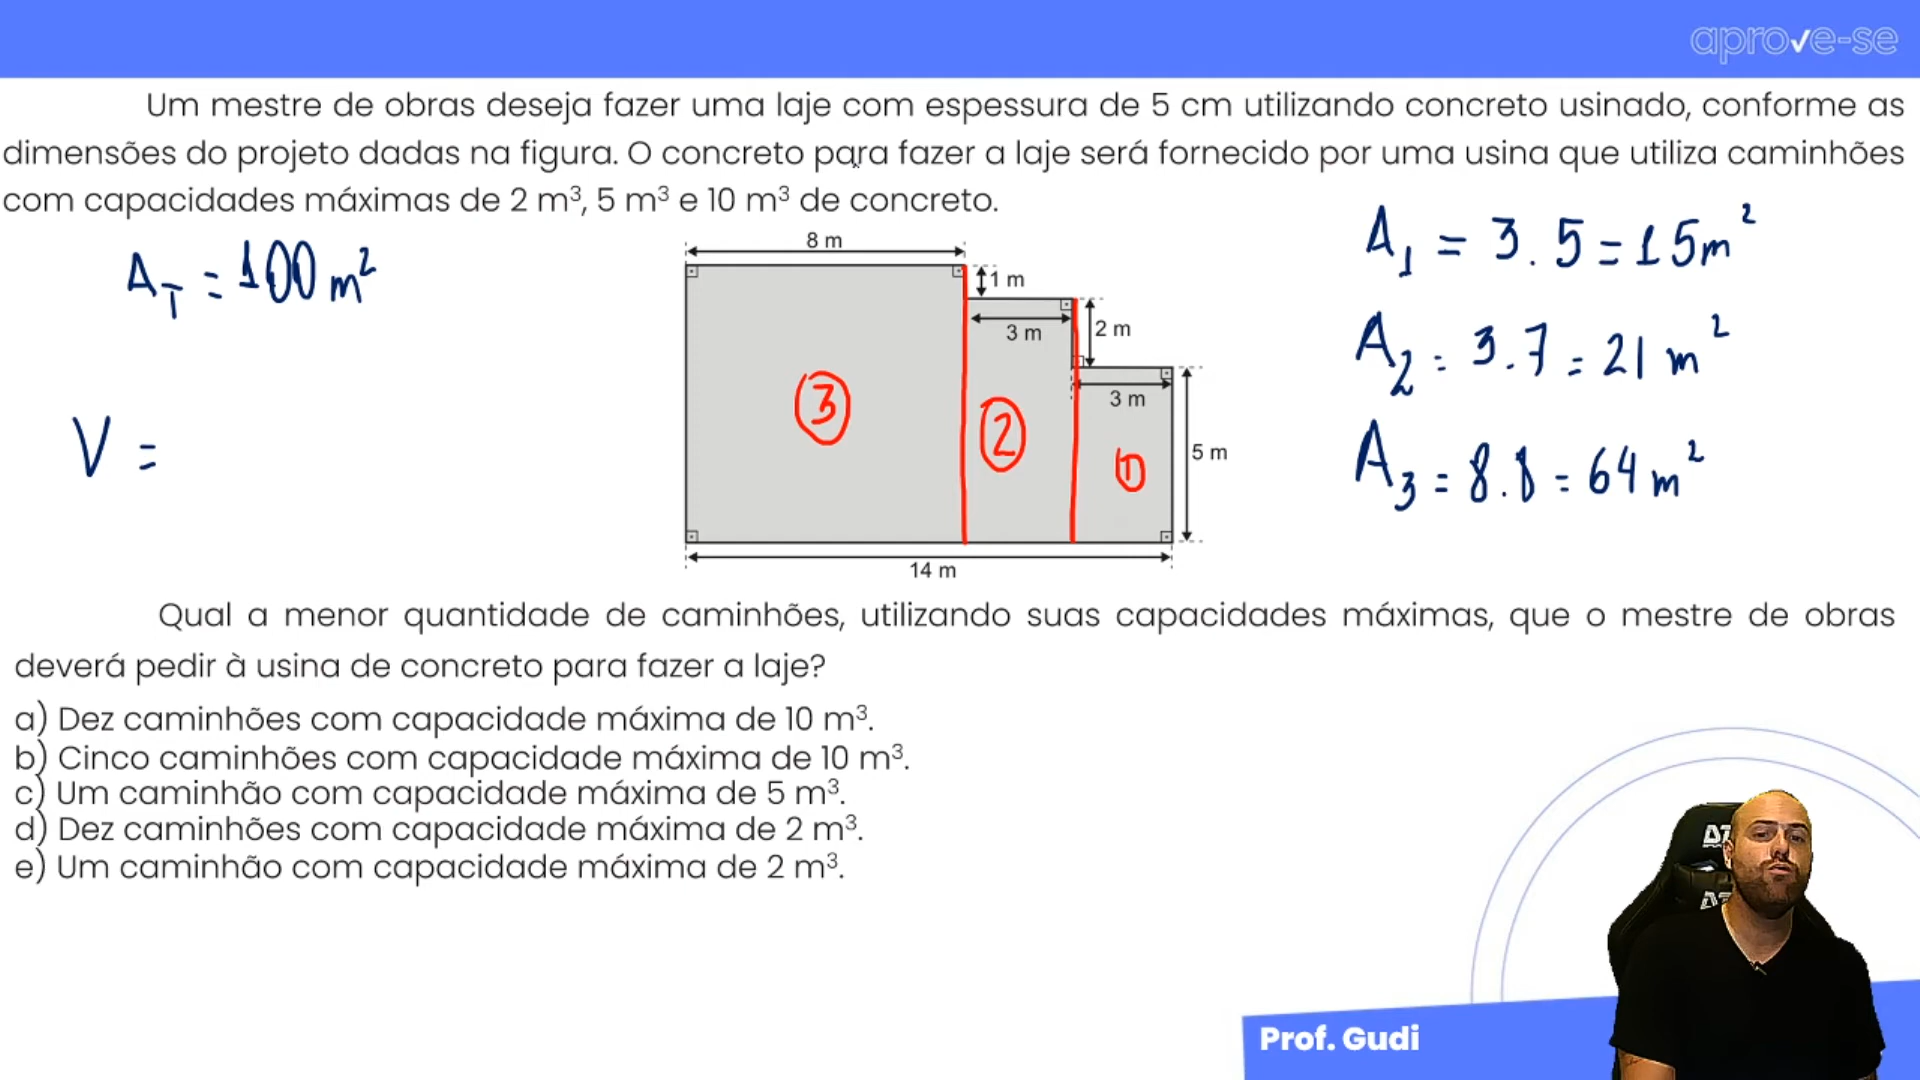 aprove-se
Um mestre de obras deseja fazer uma laje com espessura de 5 cm utilizando concreto usinado, conforme as
dimensões do projeto dadas na figura. O concreto para fazer a laje será fornecido por uma usina que utiliza caminhões
com capacidades máximas de 2 m³, 5 m³ e 10 m³ de concreto.
A_T = 100 m²
V =
8 m
1 m
3 m
2 m
3 m
5 m
14 m
3
2
1
A₁ = 3 . 5 = 15 m²
A₂ = 3 . 7 = 21 m²
A₃ = 8 . 8 = 64 m²
Qual a menor quantidade de caminhões, utilizando suas capacidades máximas, que o mestre de obras
deverá pedir à usina de concreto para fazer a laje?
a) Dez caminhões com capacidade máxima de 10 m³.
b) Cinco caminhões com capacidade máxima de 10 m³.
c) Um caminhão com capacidade máxima de 5 m³.
d) Dez caminhões com capacidade máxima de 2 m³.
e) Um caminhão com capacidade máxima de 2 m³.
Prof. Gudi